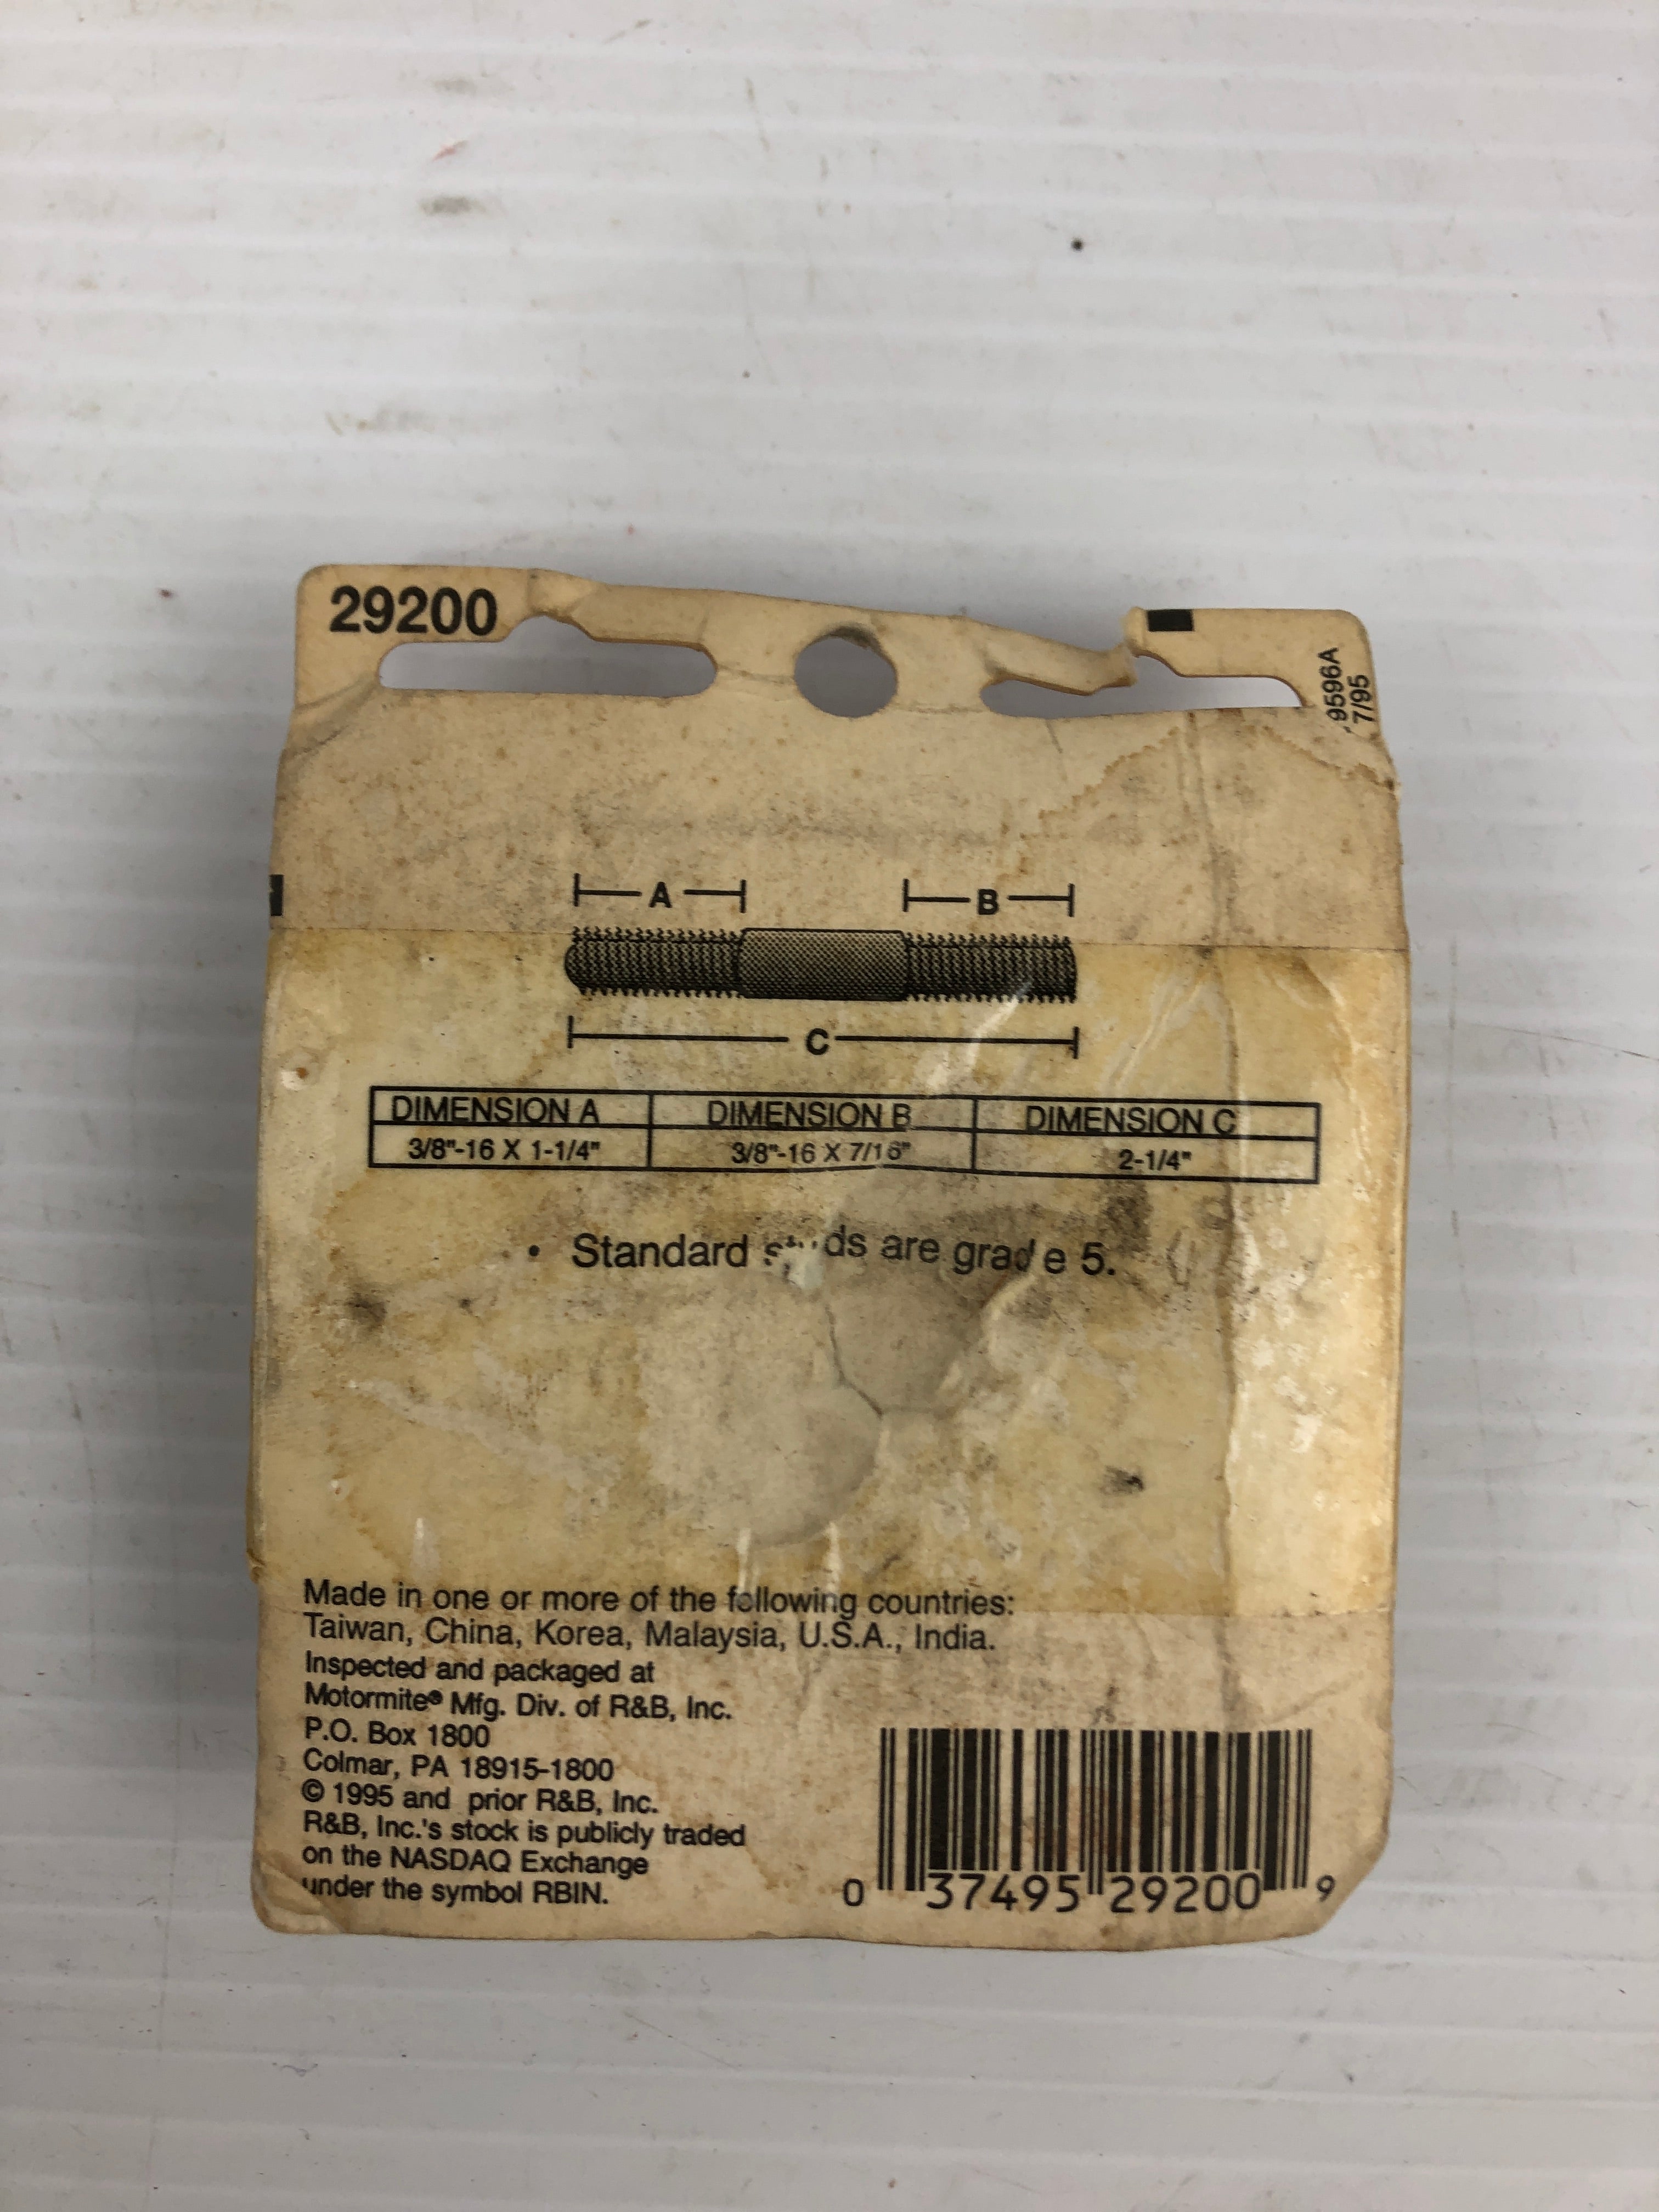 29200
9596A
7/95
A B
C
DIMENSION A DIMENSION B DIMENSION C
3/8"-16 X 1-1/4" 3/8"-16 X 7/16" 2-1/4"
• Standard studs are grade 5.
Made in one or more of the following countries:
Taiwan, China, Korea, Malaysia, U.S.A., India.
Inspected and packaged at
Motormite® Mfg. Div. of R&B, Inc.
P.O. Box 1800
Colmar, PA 18915-1800
© 1995 and prior R&B, Inc.
R&B, Inc.'s stock is publicly traded
on the NASDAQ Exchange
under the symbol RBIN.
0 37495 29200 9